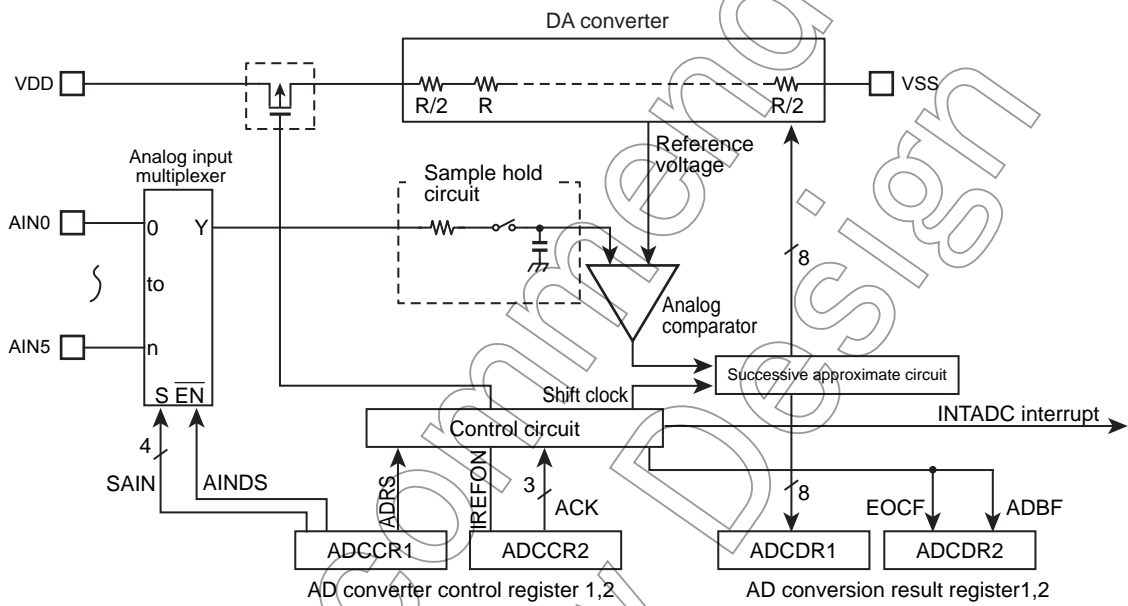 DA converter
VDD
R/2
R
R/2
VSS
Reference
voltage
Analog input
multiplexer
Sample hold
circuit
AIN0
0
Y
to
AIN5
n
S EN
8
Analog
comparator
Successive approximate circuit
Shift clock
INTADC interrupt
Control circuit
4
SAIN
AINDS
ADRS
IREFON
3
ACK
8
EOCF
ADBF
ADCCR1
ADCCR2
ADCDR1
ADCDR2
AD converter control register 1,2
AD conversion result register1,2